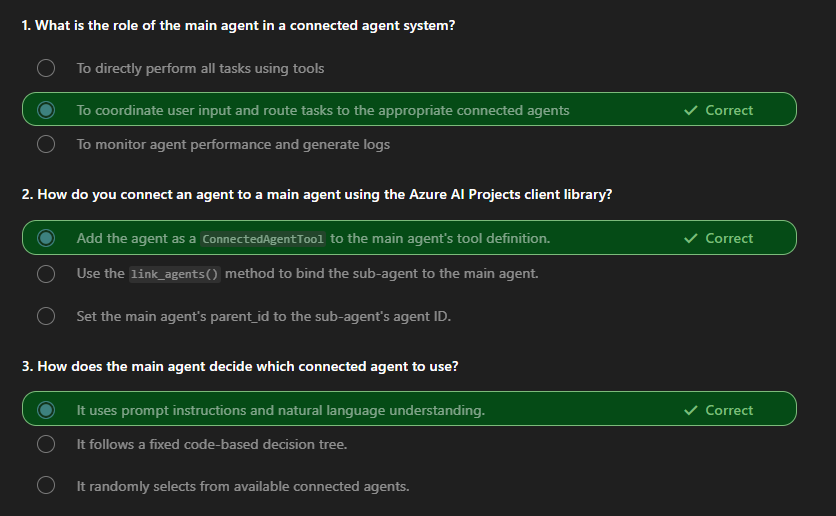 1. What is the role of the main agent in a connected agent system?
To directly perform all tasks using tools
To coordinate user input and route tasks to the appropriate connected agents
Correct
To monitor agent performance and generate logs
2. How do you connect an agent to a main agent using the Azure AI Projects client library?
Add the agent as a ConnectedAgentTool to the main agent's tool definition.
Correct
Use the link_agents() method to bind the sub-agent to the main agent.
Set the main agent's parent_id to the sub-agent's agent ID.
3. How does the main agent decide which connected agent to use?
It uses prompt instructions and natural language understanding.
Correct
It follows a fixed code-based decision tree.
It randomly selects from available connected agents.